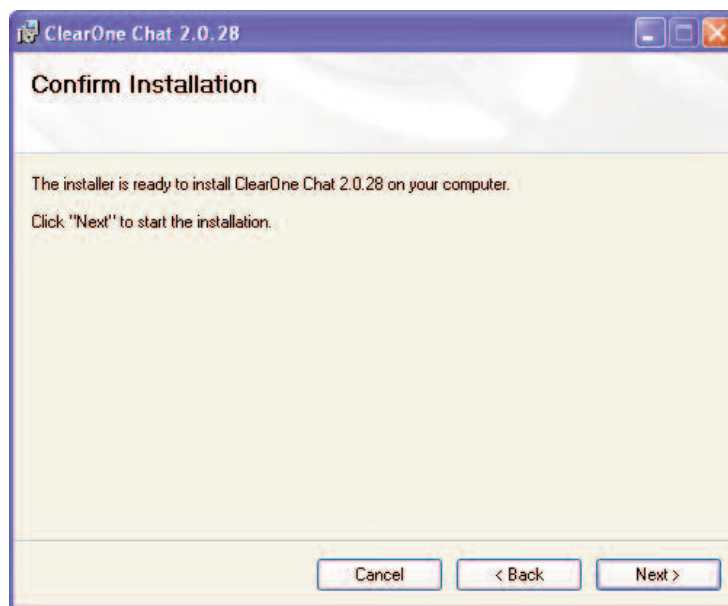 ClearOne Chat 2.0.28
Confirm Installation
The installer is ready to install ClearOne Chat 2.0.28 on your computer.
Click "Next" to start the installation.
Cancel
< Back
Next >